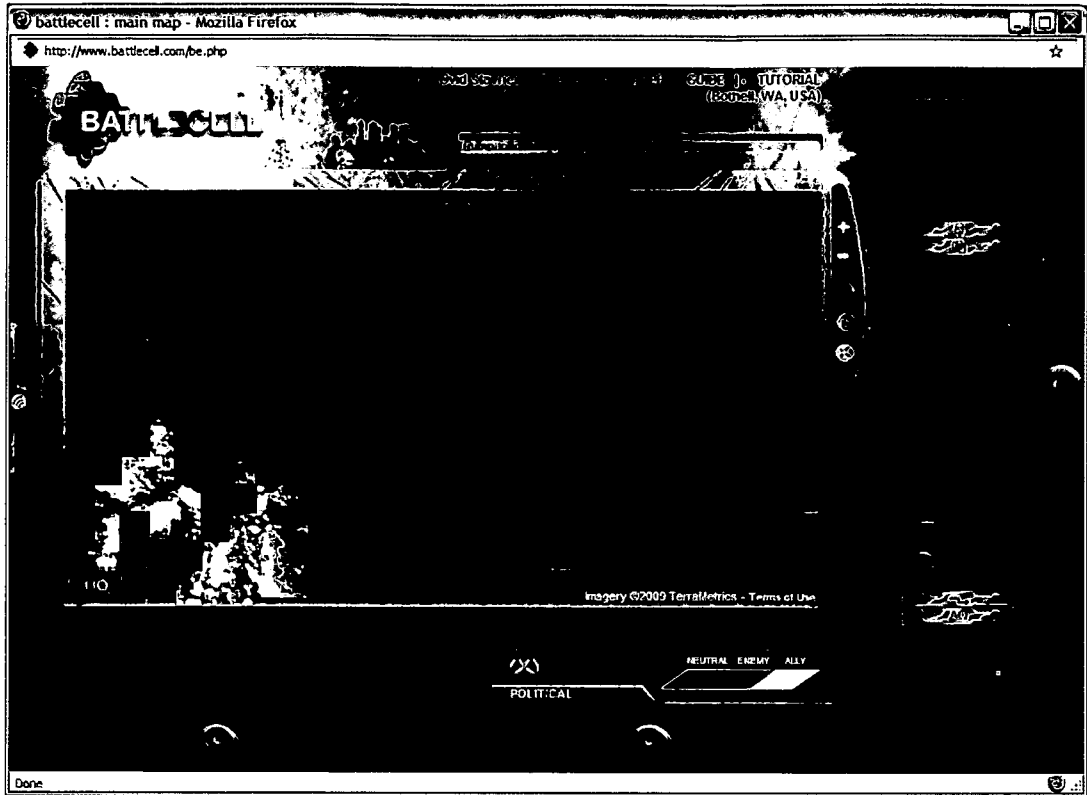 battlecell : main map - Mozilla Firefox
http://www.battlecell.com/be.php
GUIDE | TUTORIAL
(Bothell, WA, USA)
BATTLECELL
Imagery ©2009 TerraMetrics - Terms of Use
NEUTRAL ENEMY ALLY
POLITICAL
Done